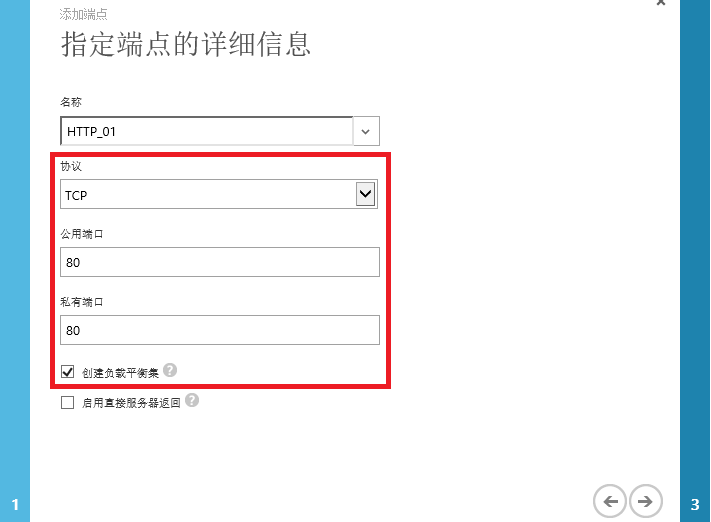 添加端点
指定端点的详细信息
名称
HTTP_01
协议
TCP
公用端口
80
私有端口
80
创建负载平衡集 ?
启用直接服务器返回 ?
1
3